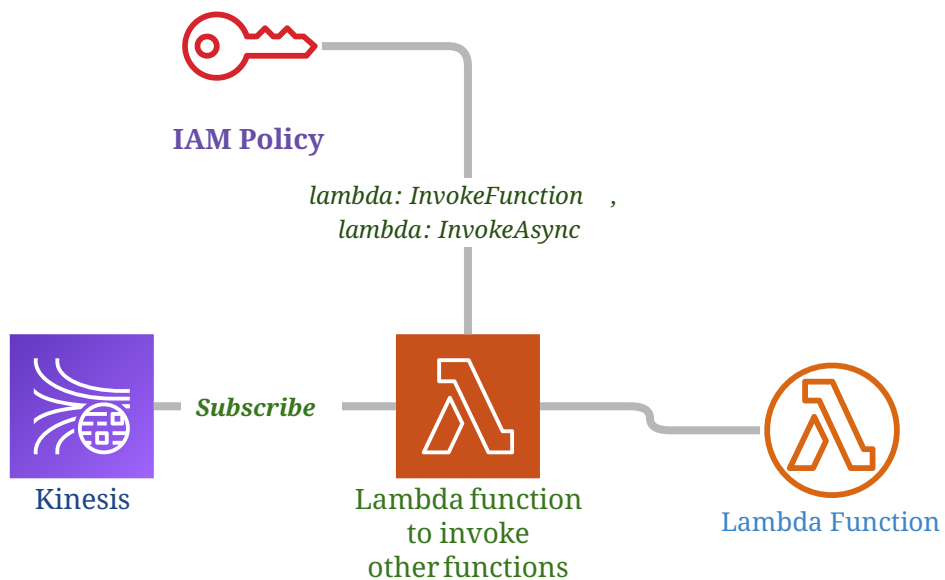 IAM Policy
lambda: InvokeFunction ,
lambda: InvokeAsync
Subscribe
Kinesis
Lambda function
to invoke
other functions
Lambda Function